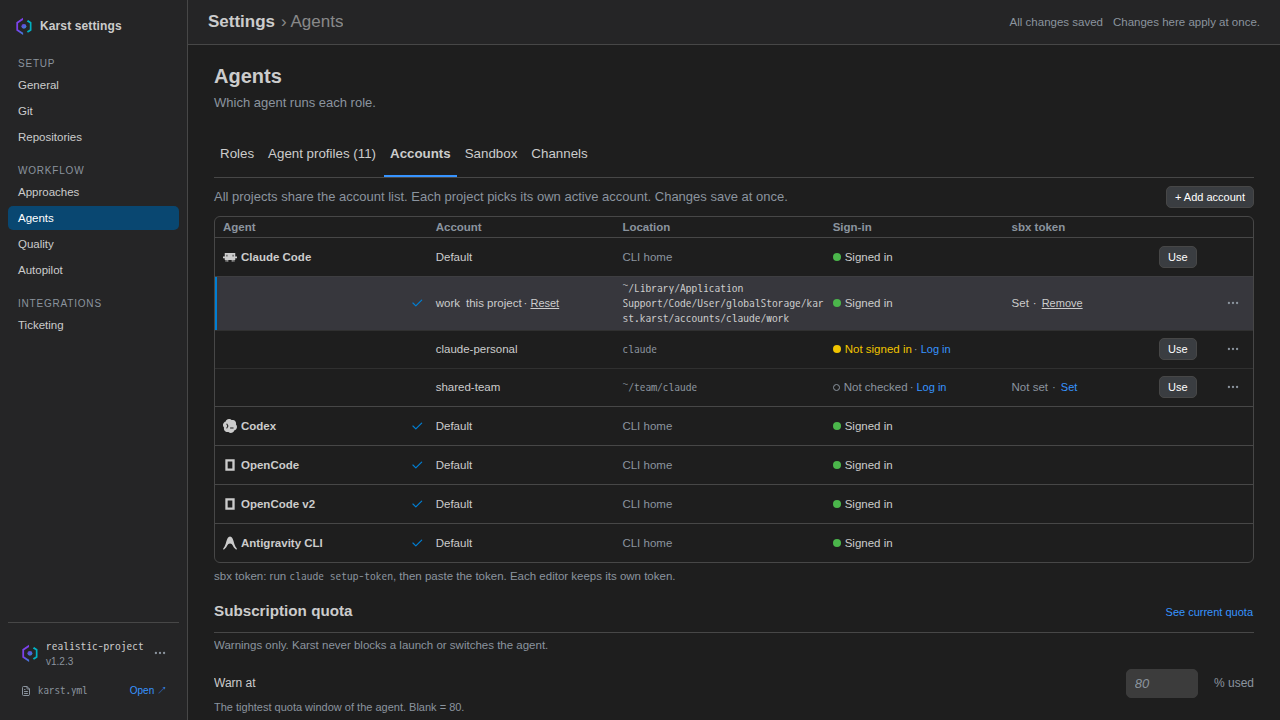 Karst settings
Settings › Agents
All changes saved
Changes here apply at once.
SETUP
General
Git
Repositories
WORKFLOW
Approaches
Agents
Quality
Autopilot
INTEGRATIONS
Ticketing
realistic-project
v1.2.3
karst.yml
Open ↗
Agents
Which agent runs each role.
Roles
Agent profiles (11)
Accounts
Sandbox
Channels
All projects share the account list. Each project picks its own active account. Changes save at once.
+ Add account
Agent Account Location Sign-in sbx token
Claude Code Default CLI home Signed in Use
work this project · Reset ~/Library/Application Support/Code/User/globalStorage/karst.karst/accounts/claude/work Signed in Set · Remove ···
claude-personal claude Not signed in · Log in Use ···
shared-team ~/team/claude Not checked · Log in Not set · Set Use ···
Codex Default CLI home Signed in
OpenCode Default CLI home Signed in
OpenCode v2 Default CLI home Signed in
Antigravity CLI Default CLI home Signed in
sbx token: run claude setup-token, then paste the token. Each editor keeps its own token.
Subscription quota
See current quota
Warnings only. Karst never blocks a launch or switches the agent.
Warn at
80
% used
The tightest quota window of the agent. Blank = 80.